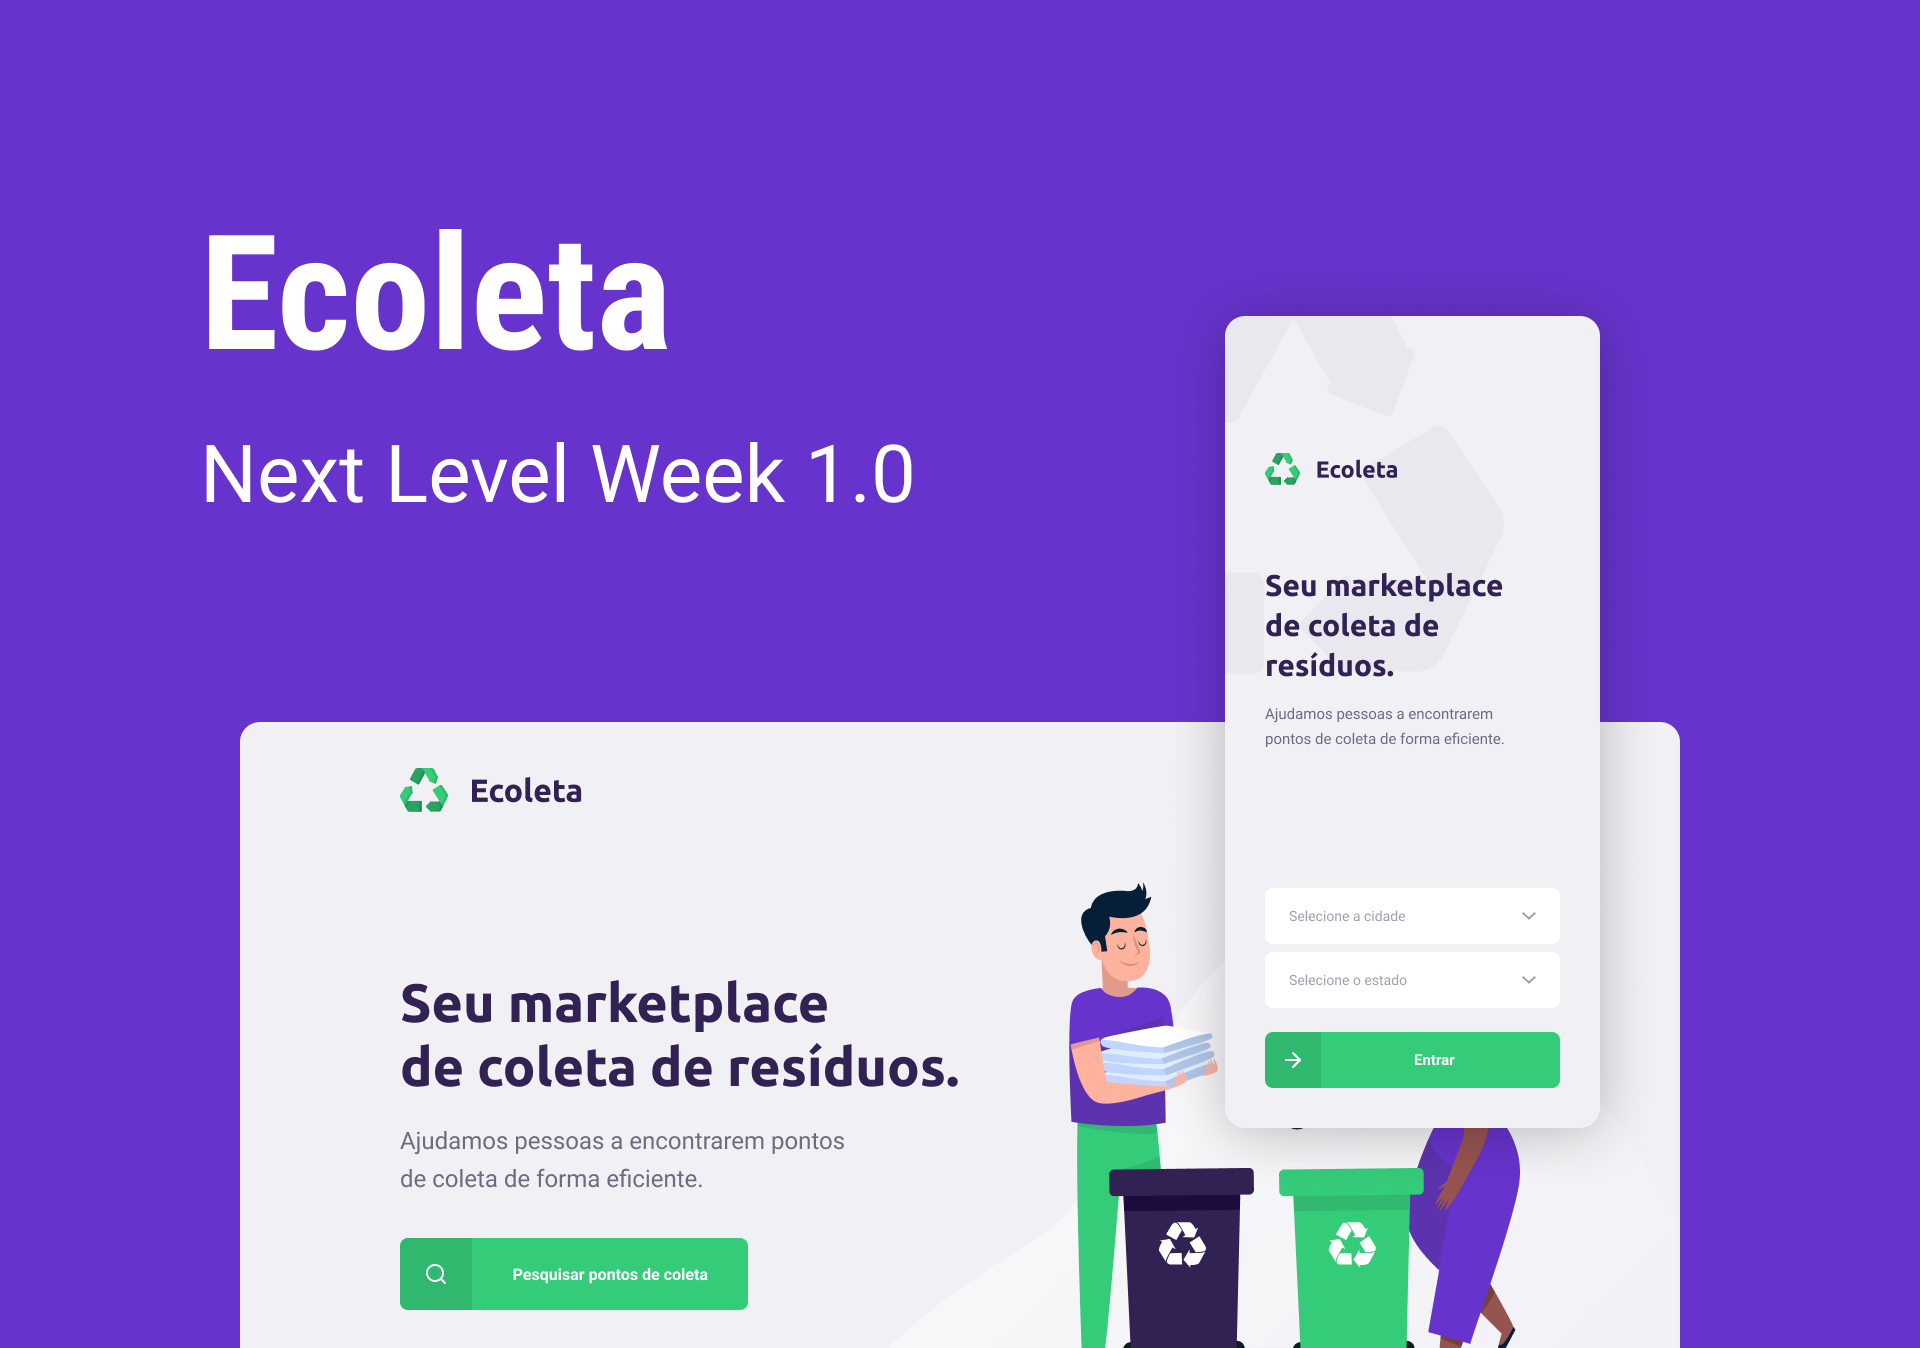 Ecoleta
Next Level Week 1.0
Ecoleta
Seu marketplace
de coleta de
resíduos.
Ajudamos pessoas a encontrarem
pontos de coleta de forma eficiente.
Selecione a cidade
Selecione o estado
Entrar
Ecoleta
Seu marketplace
de coleta de resíduos.
Ajudamos pessoas a encontrarem pontos
de coleta de forma eficiente.
Pesquisar pontos de coleta